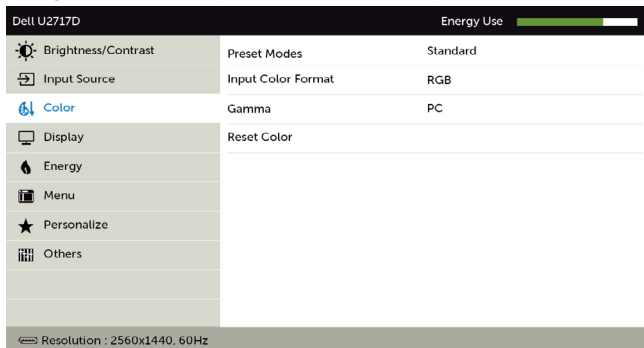 Dell U2717D Energy Use
Brightness/Contrast Preset Modes Standard
Input Source Input Color Format RGB
Color Gamma PC
Display Reset Color
Energy
Menu
Personalize
Others
Resolution : 2560x1440, 60Hz